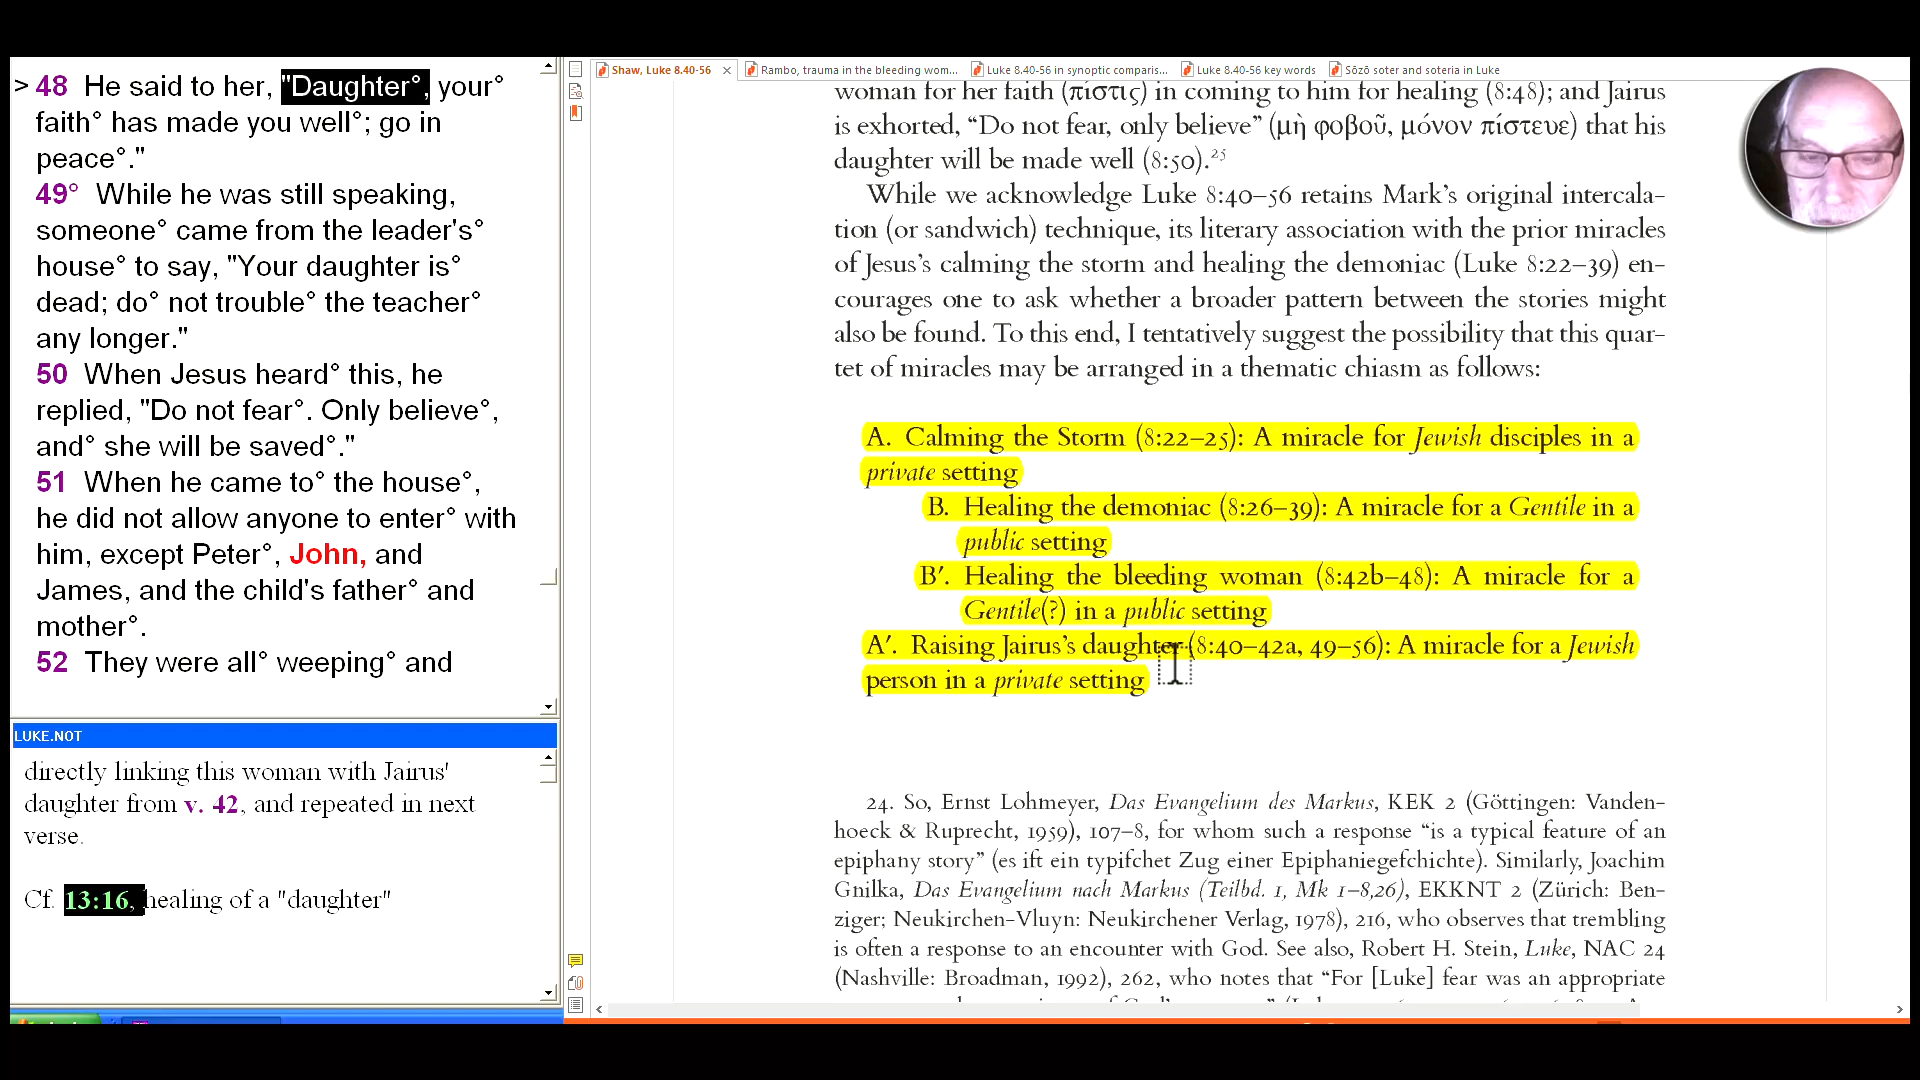 > 48 He said to her, "Daughter°, your°
faith° has made you well°; go in
peace°."
49° While he was still speaking,
someone° came from the leader's°
house° to say, "Your daughter is°
dead; do° not trouble° the teacher°
any longer."
50 When Jesus heard° this, he
replied, "Do not fear°. Only believe°,
and° she will be saved°."
51 When he came to° the house°,
he did not allow anyone to enter° with
him, except Peter°, John, and
James, and the child's father° and
mother°.
52 They were all° weeping° and
LUKE.NOT
directly linking this woman with Jairus'
daughter from v. 42, and repeated in next
verse.
Cf. 13:16, healing of a "daughter"
Shaw, Luke 8.40-56
Rambo, trauma in the bleeding wom...
Luke 8.40-56 in synoptic comparis...
Luke 8.40-56 key words
Sōzō soter and soteria in Luke
woman for her faith (πίστις) in coming to him for healing (8:48); and Jairus
is exhorted, “Do not fear, only believe” (μὴ φοβοῦ, μόνον πίστευε) that his
daughter will be made well (8:50).25
While we acknowledge Luke 8:40–56 retains Mark’s original intercala-
tion (or sandwich) technique, its literary association with the prior miracles
of Jesus’s calming the storm and healing the demoniac (Luke 8:22–39) en-
courages one to ask whether a broader pattern between the stories might
also be found. To this end, I tentatively suggest the possibility that this quar-
tet of miracles may be arranged in a thematic chiasm as follows:
A. Calming the Storm (8:22–25): A miracle for Jewish disciples in a
private setting
B. Healing the demoniac (8:26–39): A miracle for a Gentile in a
public setting
B′. Healing the bleeding woman (8:42b–48): A miracle for a
Gentile(?) in a public setting
A′. Raising Jairus’s daughter (8:40–42a, 49–56): A miracle for a Jewish
person in a private setting
24. So, Ernst Lohmeyer, Das Evangelium des Markus, KEK 2 (Göttingen: Vanden-
hoeck & Ruprecht, 1959), 107–8, for whom such a response “is a typical feature of an
epiphany story” (es ift ein typifchet Zug einer Epiphaniegefchichte). Similarly, Joachim
Gnilka, Das Evangelium nach Markus (Teilbd. 1, Mk 1–8,26), EKKNT 2 (Zürich: Ben-
ziger; Neukirchen-Vluyn: Neukirchener Verlag, 1978), 216, who observes that trembling
is often a response to an encounter with God. See also, Robert H. Stein, Luke, NAC 24
(Nashville: Broadman, 1992), 262, who notes that “For [Luke] fear was an appropriate